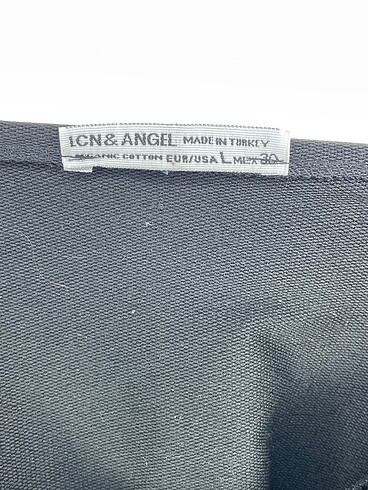 LCN & ANGEL MADE IN TURKEY
ORGANIC COTTON EUR/USA L MEX 30